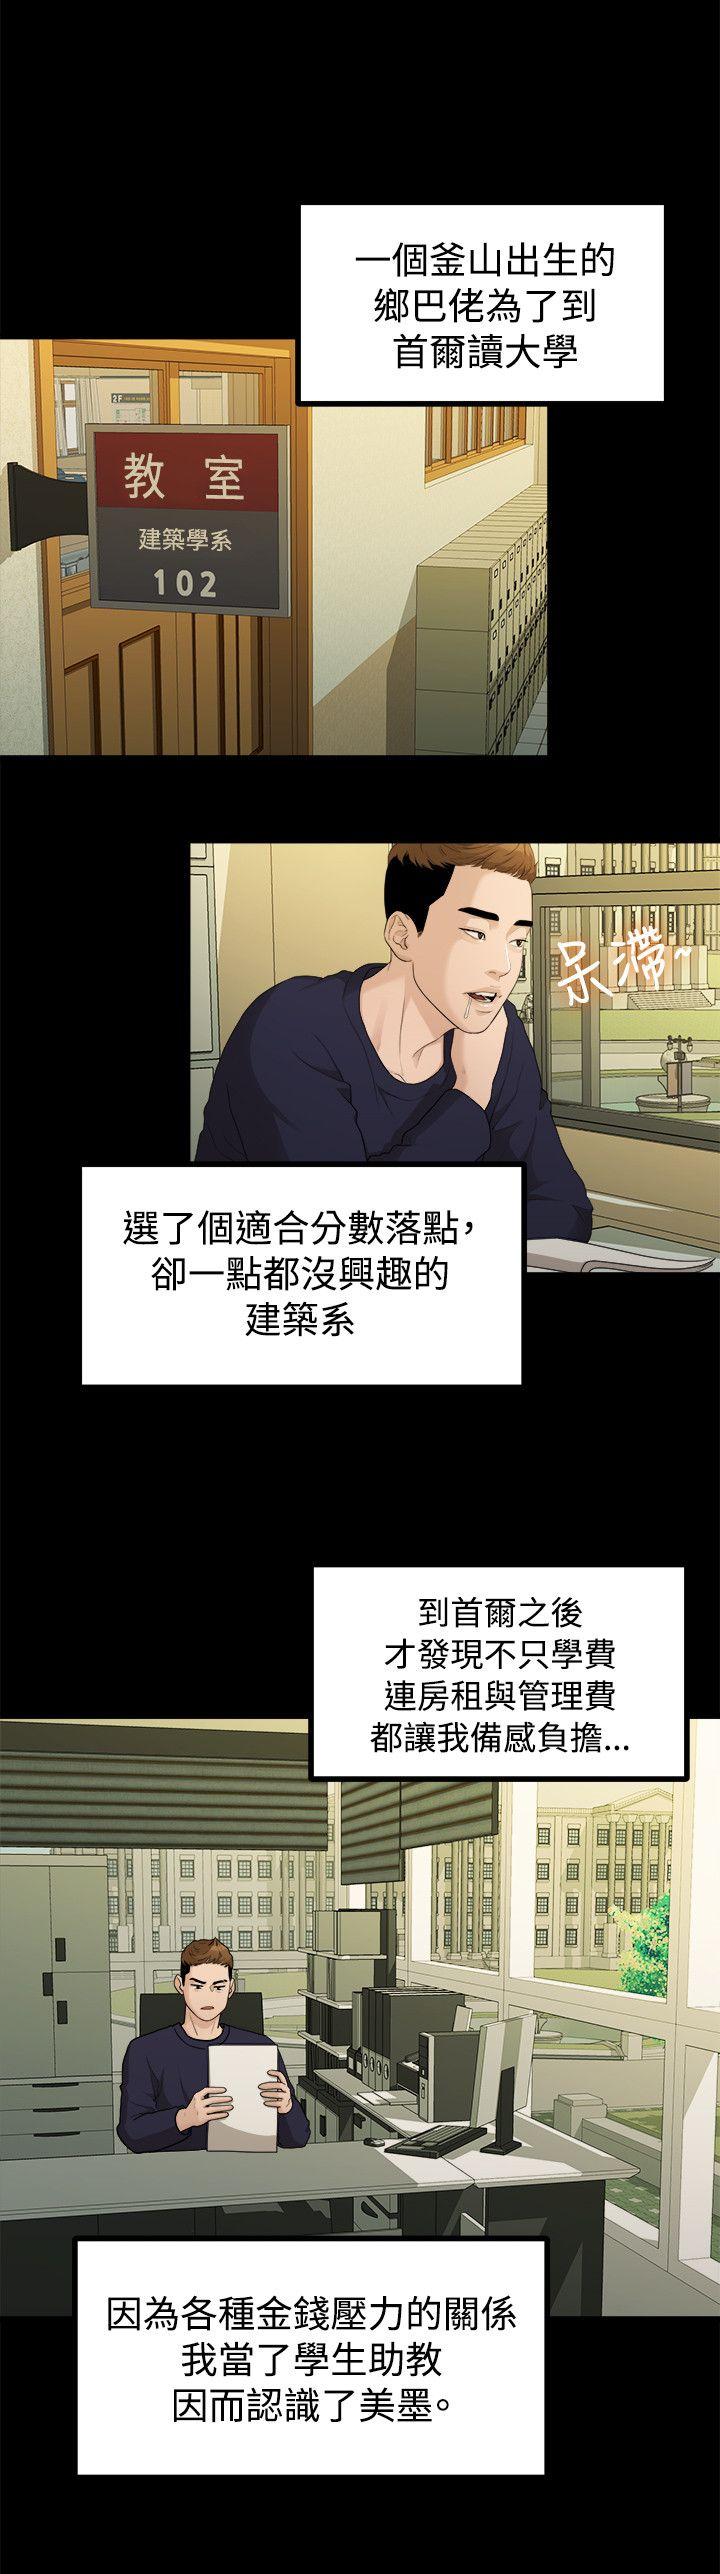 一個釜山出生的
鄉巴佬為了到
首爾讀大學
2F
教室
建築學系
102
呆滯~
選了個適合分數落點，
卻一點都沒興趣的
建築系
到首爾之後
才發現不只學費
連房租與管理費
都讓我備感負擔...
因為各種金錢壓力的關係
我當了學生助教
因而認識了美墨。